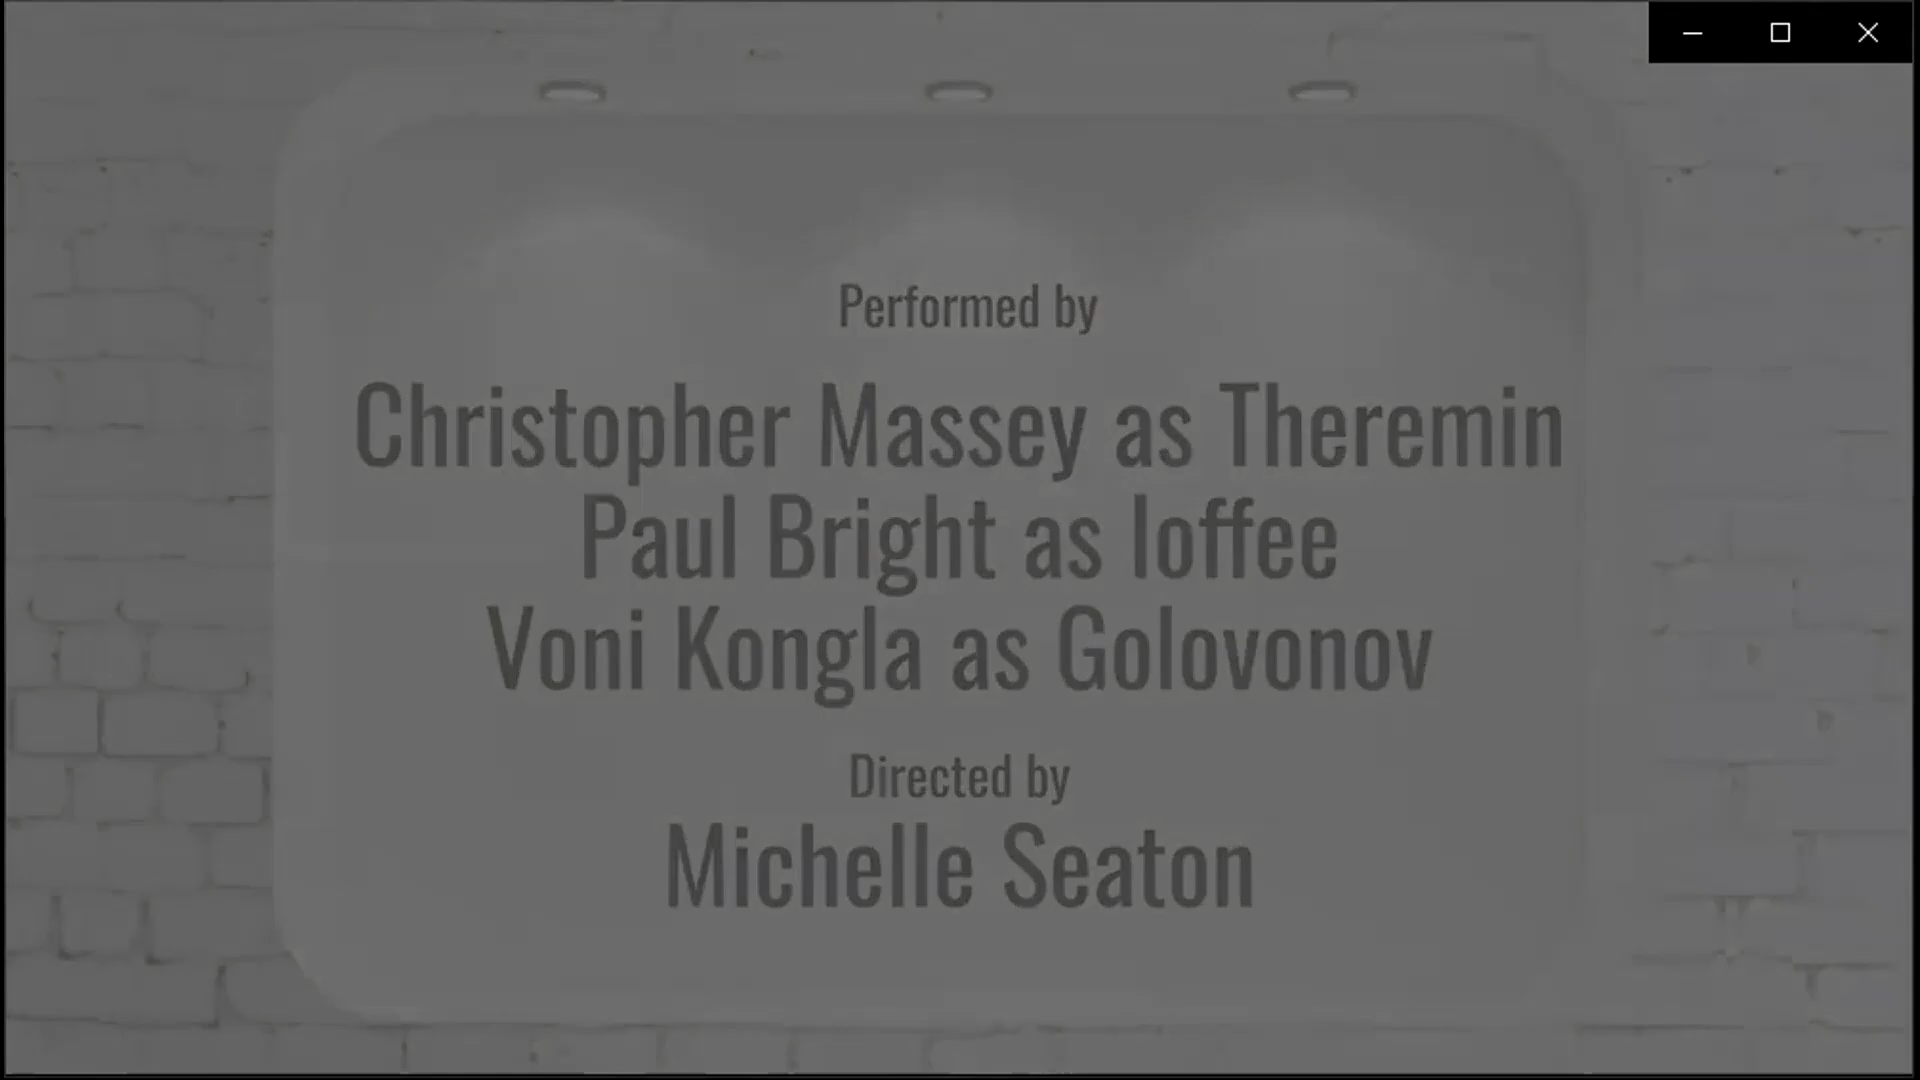 Performed by
Christopher Massey as Theremin
Paul Bright as Ioffee
Voni Kongla as Golovonov
Directed by
Michelle Seaton